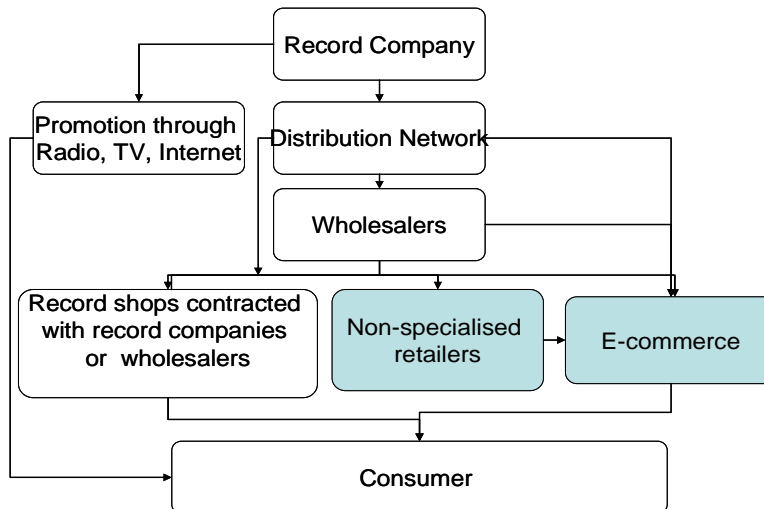 Record Company
Promotion through
Radio, TV, Internet
Distribution Network
Wholesalers
Record shops contracted
with record companies
or wholesalers
Non-specialised
retailers
E-commerce
Consumer